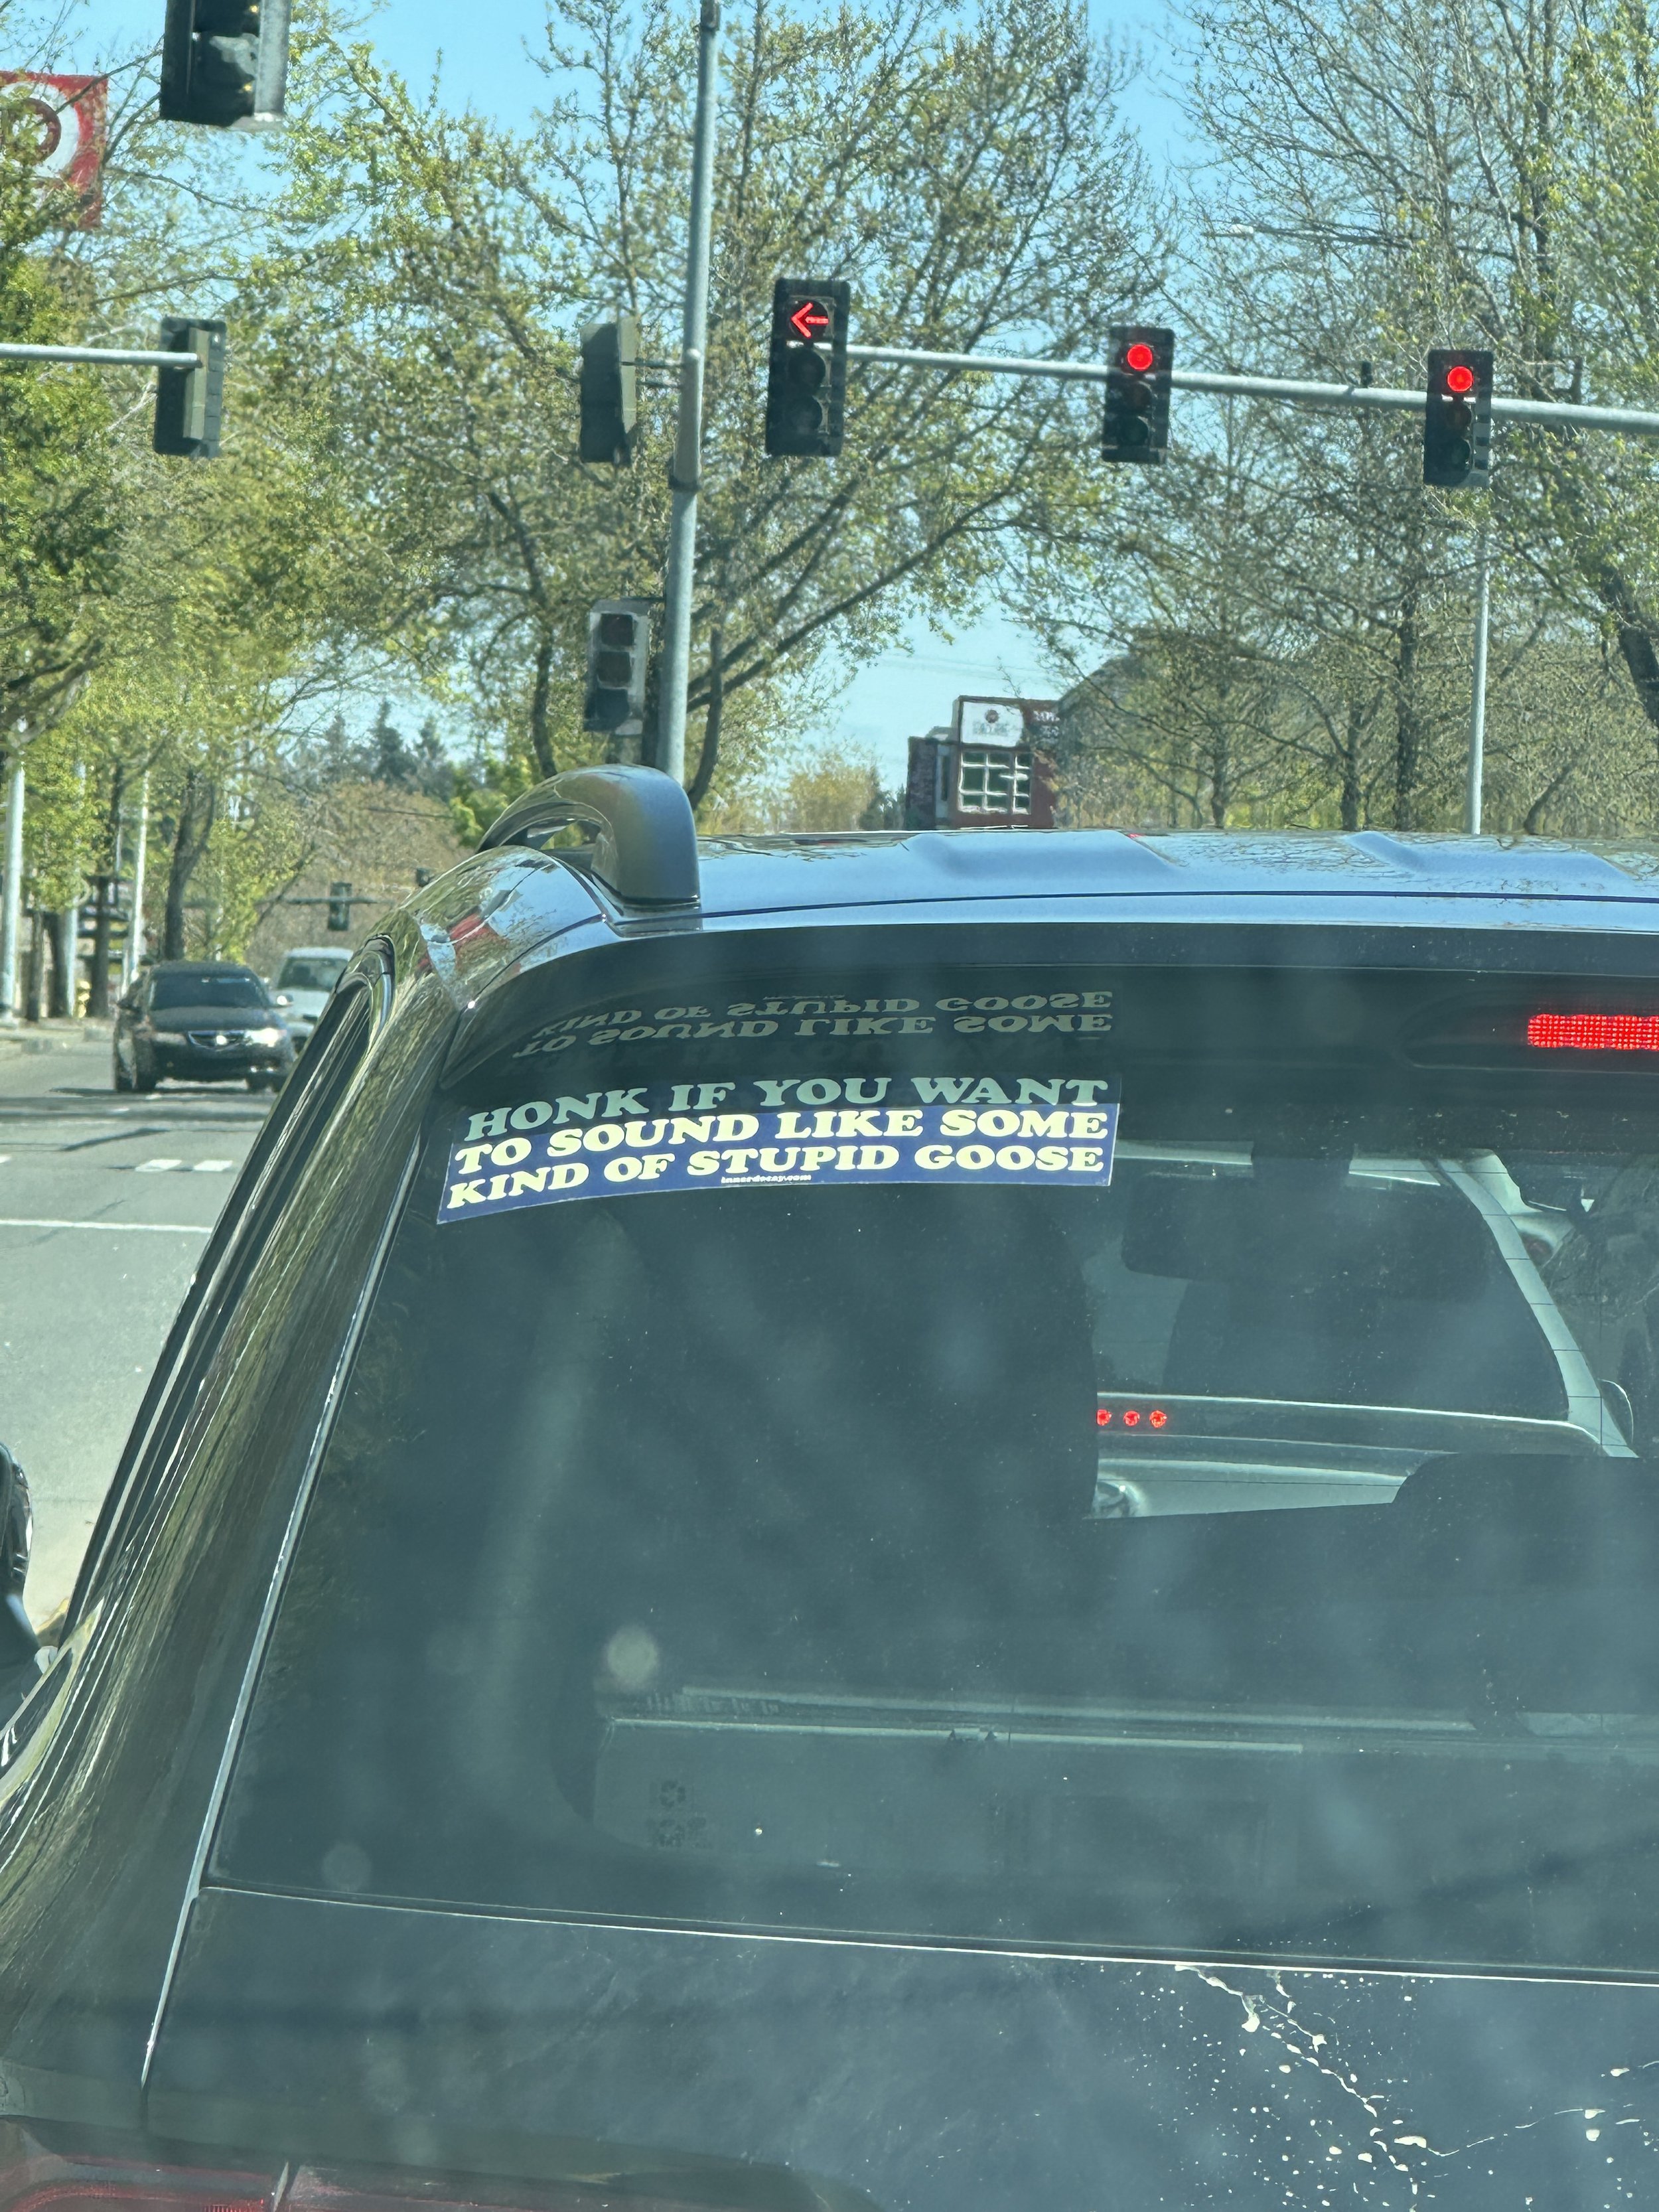 HONK IF YOU WANT
TO SOUND LIKE SOME
KIND OF STUPID GOOSE